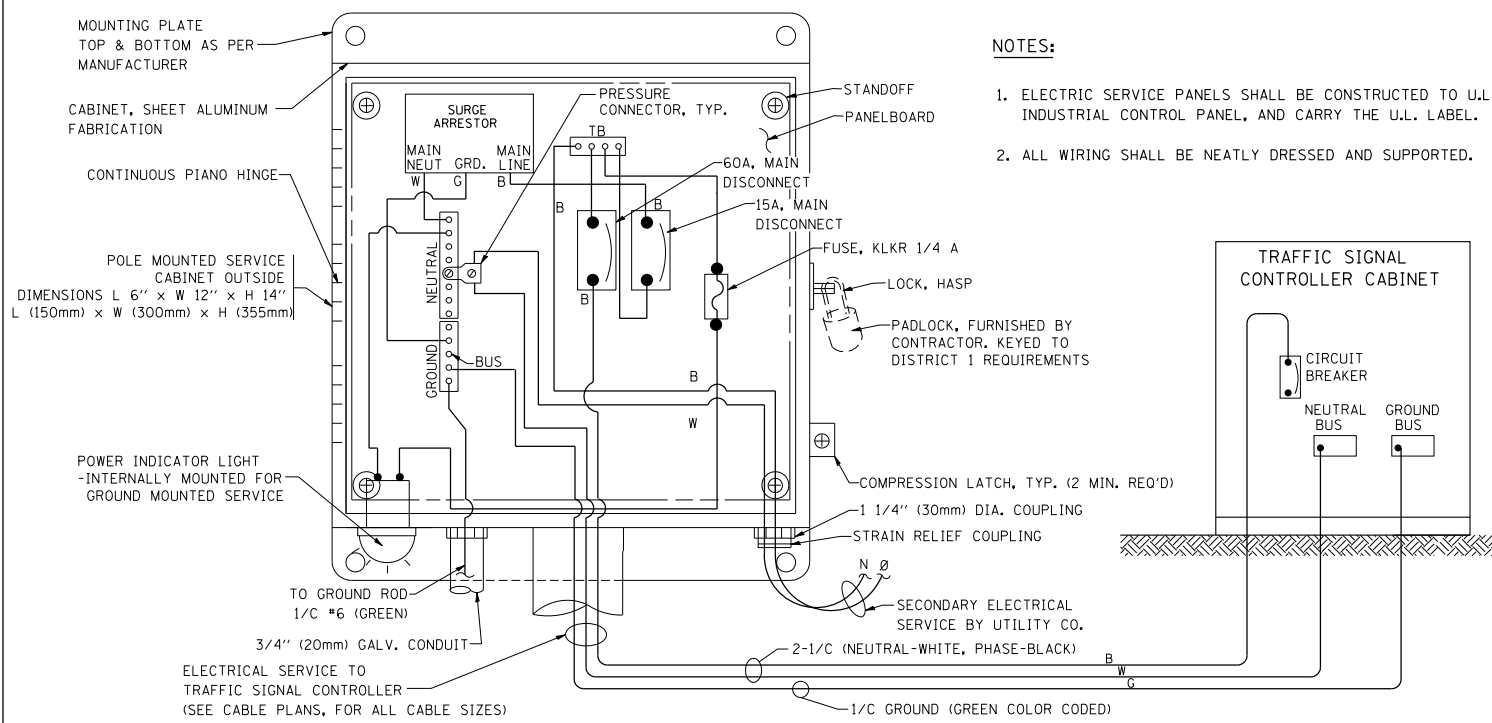 MOUNTING PLATE
TOP & BOTTOM AS PER
MANUFACTURER
CABINET, SHEET ALUMINUM
FABRICATION
CONTINUOUS PIANO HINGE
POLE MOUNTED SERVICE
CABINET OUTSIDE
DIMENSIONS L 6'' x W 12'' x H 14''
L (150mm) x W (300mm) x H (355mm)
POWER INDICATOR LIGHT
-INTERNALLY MOUNTED FOR
GROUND MOUNTED SERVICE
SURGE
ARRESTOR
MAIN
NEUT
GRD.
MAIN
LINE
W
G
B
PRESSURE
CONNECTOR, TYP.
TB
STANDOFF
PANELBOARD
60A, MAIN
DISCONNECT
15A, MAIN
DISCONNECT
B
B
B
FUSE, KLKR 1/4 A
NEUTRAL
GROUND
BUS
LOCK, HASP
PADLOCK, FURNISHED BY
CONTRACTOR. KEYED TO
DISTRICT 1 REQUIREMENTS
B
W
COMPRESSION LATCH, TYP. (2 MIN. REQ'D)
1 1/4'' (30mm) DIA. COUPLING
STRAIN RELIEF COUPLING
N Ø
SECONDARY ELECTRICAL
SERVICE BY UTILITY CO.
TO GROUND ROD
1/C #6 (GREEN)
3/4'' (20mm) GALV. CONDUIT
ELECTRICAL SERVICE TO
TRAFFIC SIGNAL CONTROLLER
(SEE CABLE PLANS, FOR ALL CABLE SIZES)
2-1/C (NEUTRAL-WHITE, PHASE-BLACK)
B
W
G
1/C GROUND (GREEN COLOR CODED)
NOTES:
1. ELECTRIC SERVICE PANELS SHALL BE CONSTRUCTED TO U.L
INDUSTRIAL CONTROL PANEL, AND CARRY THE U.L. LABEL.
2. ALL WIRING SHALL BE NEATLY DRESSED AND SUPPORTED.
TRAFFIC SIGNAL
CONTROLLER CABINET
CIRCUIT
BREAKER
NEUTRAL
BUS
GROUND
BUS